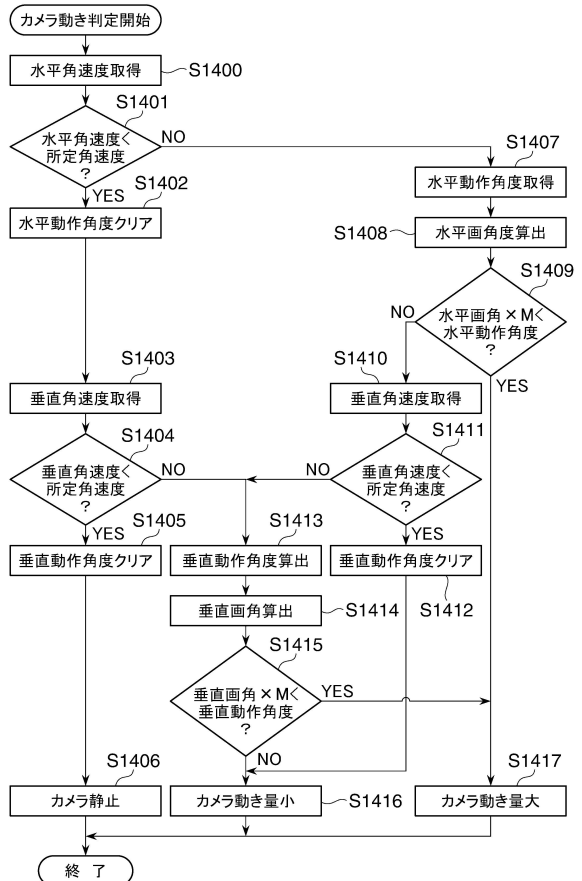 カメラ動き判定開始
水平角速度取得
S1400
S1401
水平角速度<
所定角速度
?
NO
YES
S1402
水平動作角度クリア
S1407
水平動作角度取得
S1408
水平画角度算出
S1409
水平画角×M<
水平動作角度
?
NO
YES
S1403
垂直角速度取得
S1410
垂直角速度取得
S1404
垂直角速度<
所定角速度
?
NO
YES
S1411
垂直角速度<
所定角速度
?
NO
YES
S1405
垂直動作角度クリア
S1413
垂直動作角度算出
垂直動作角度クリア
S1412
垂直画角算出
S1414
S1415
垂直画角×M<
垂直動作角度
?
YES
NO
S1406
カメラ静止
カメラ動き量小
S1416
S1417
カメラ動き量大
終了